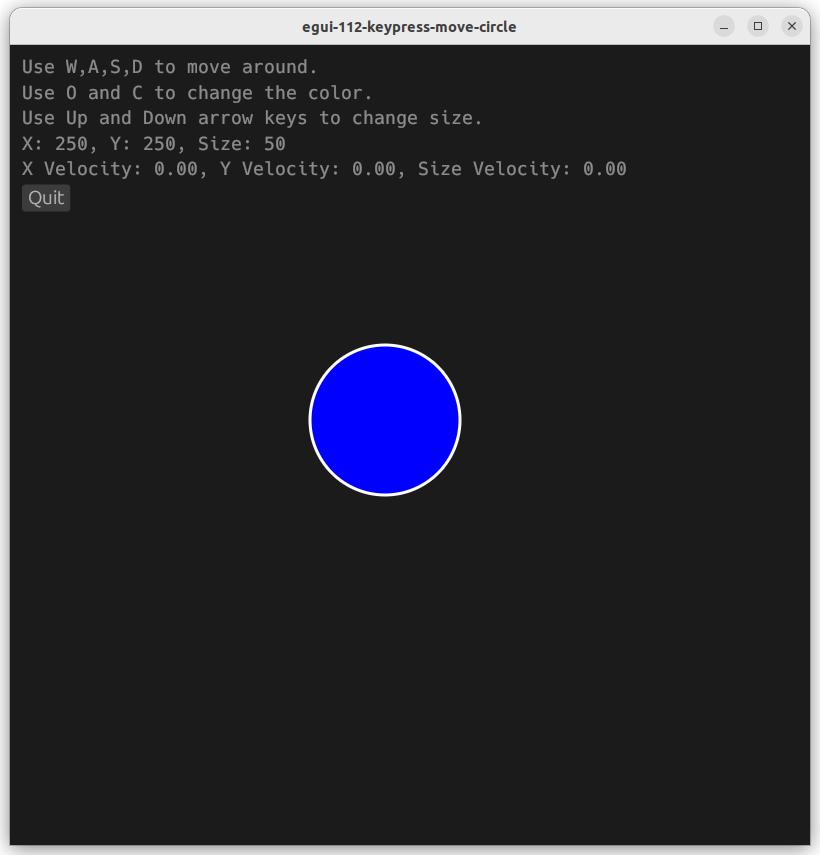 egui-112-keypress-move-circle
Use W,A,S,D to move around.
Use O and C to change the color.
Use Up and Down arrow keys to change size.
X: 250, Y: 250, Size: 50
X Velocity: 0.00, Y Velocity: 0.00, Size Velocity: 0.00
Quit